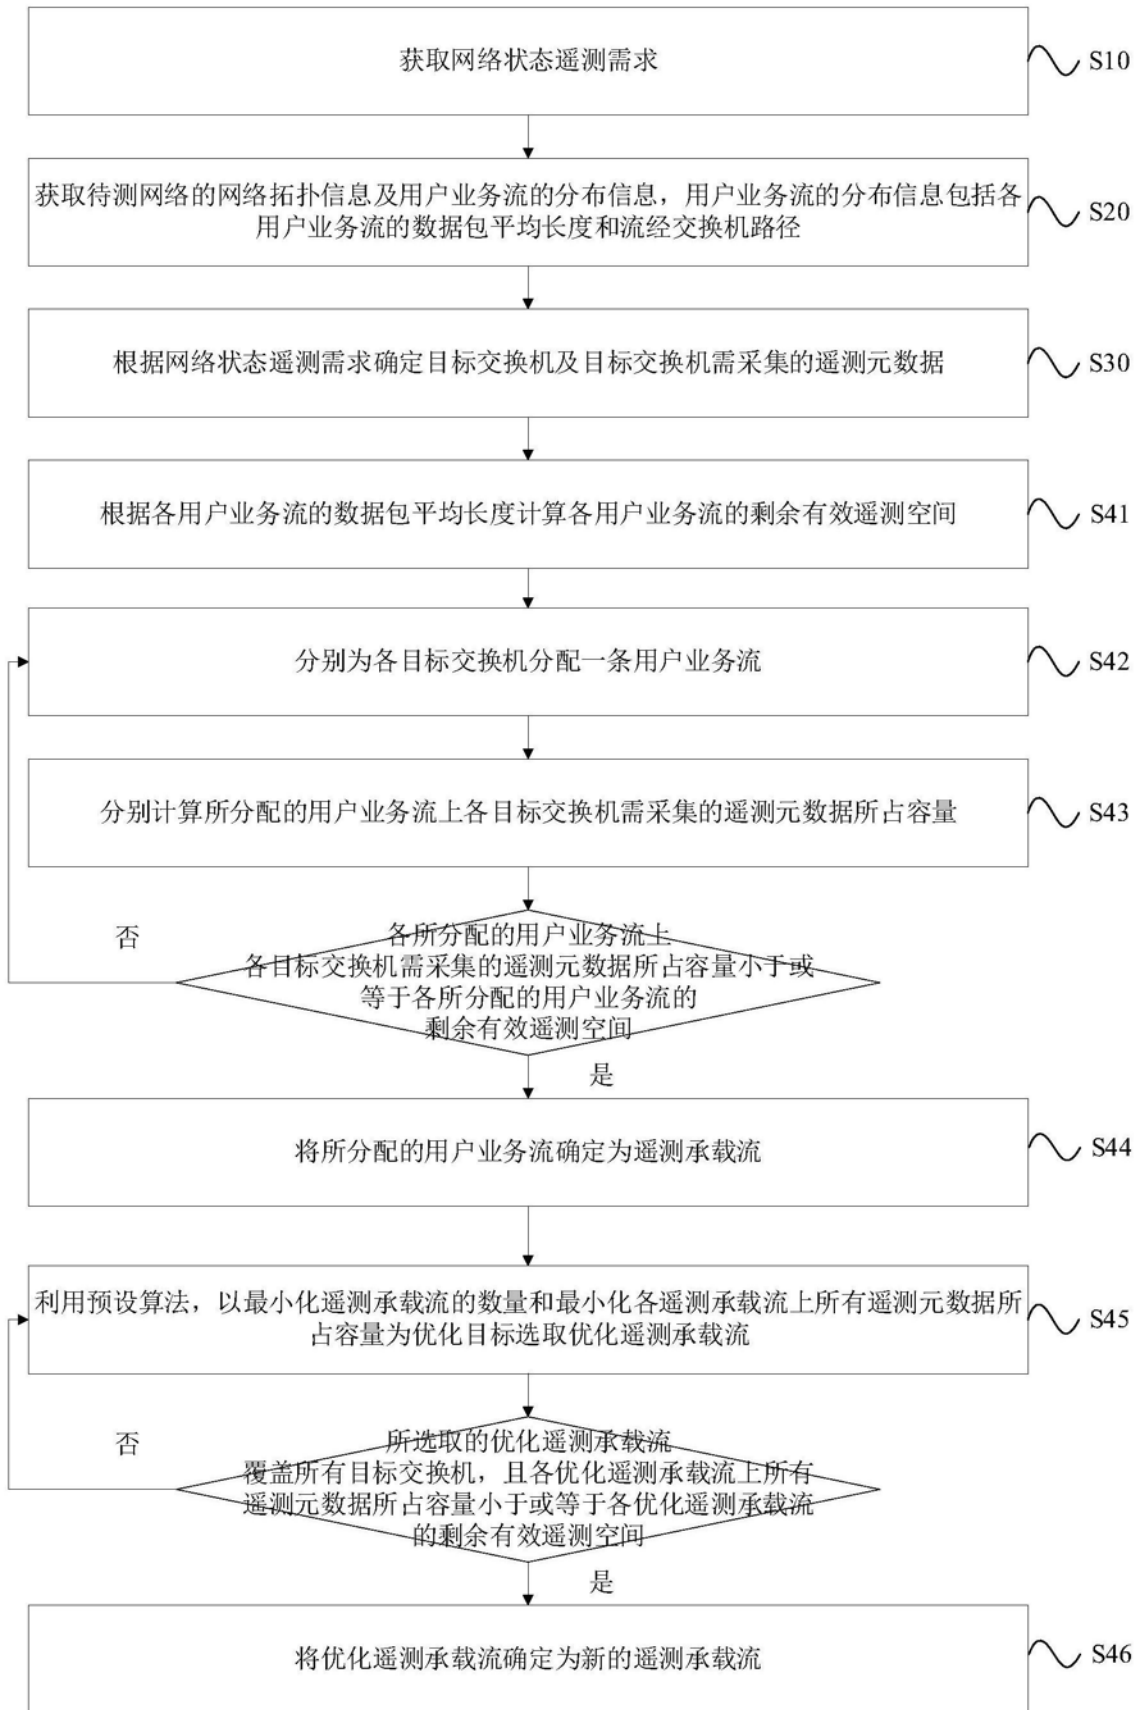 获取网络状态遥测需求
S10
获取待测网络的网络拓扑信息及用户业务流的分布信息，用户业务流的分布信息包括各
用户业务流的数据包平均长度和流经交换机路径
S20
根据网络状态遥测需求确定目标交换机及目标交换机需采集的遥测元数据
S30
根据各用户业务流的数据包平均长度计算各用户业务流的剩余有效遥测空间
S41
分别为各目标交换机分配一条用户业务流
S42
分别计算所分配的用户业务流上各目标交换机需采集的遥测元数据所占容量
S43
否
各所分配的用户业务流上
各目标交换机需采集的遥测元数据所占容量小于或
等于各所分配的用户业务流的
剩余有效遥测空间
是
将所分配的用户业务流确定为遥测承载流
S44
利用预设算法，以最小化遥测承载流的数量和最小化各遥测承载流上所有遥测元数据所
占容量为优化目标选取优化遥测承载流
S45
否
所选取的优化遥测承载流
覆盖所有目标交换机，且各优化遥测承载流上所有
遥测元数据所占容量小于或等于各优化遥测承载流
的剩余有效遥测空间
是
将优化遥测承载流确定为新的遥测承载流
S46